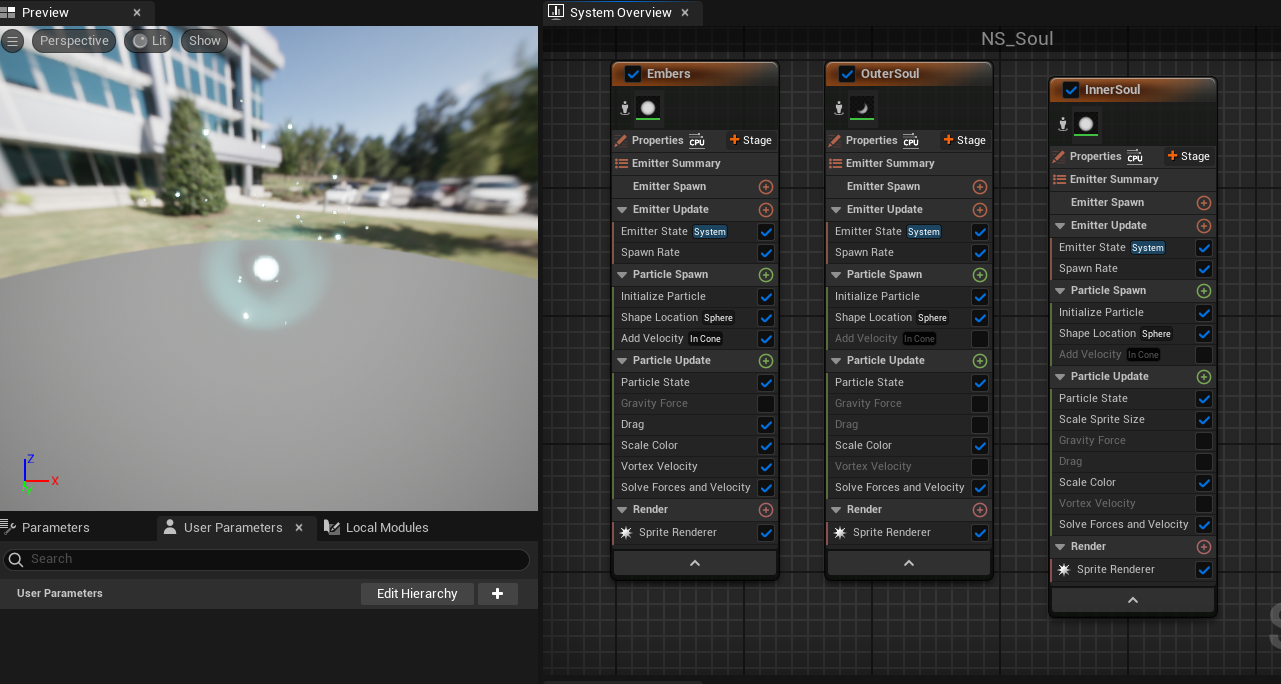 Preview
Perspective
Lit
Show
Z
X
Parameters
User Parameters
Local Modules
Search
User Parameters
Edit Hierarchy
System Overview
NS_Soul
Embers
Properties CPU Stage
Emitter Summary
Emitter Spawn
Emitter Update
Emitter State System
Spawn Rate
Particle Spawn
Initialize Particle
Shape Location Sphere
Add Velocity In Cone
Particle Update
Particle State
Gravity Force
Drag
Scale Color
Vortex Velocity
Solve Forces and Velocity
Render
Sprite Renderer
OuterSoul
Properties CPU Stage
Emitter Summary
Emitter Spawn
Emitter Update
Emitter State System
Spawn Rate
Particle Spawn
Initialize Particle
Shape Location Sphere
Add Velocity In Cone
Particle Update
Particle State
Gravity Force
Drag
Scale Color
Vortex Velocity
Solve Forces and Velocity
Render
Sprite Renderer
InnerSoul
Properties CPU Stage
Emitter Summary
Emitter Spawn
Emitter Update
Emitter State System
Spawn Rate
Particle Spawn
Initialize Particle
Shape Location Sphere
Add Velocity In Cone
Particle Update
Particle State
Scale Sprite Size
Gravity Force
Drag
Scale Color
Vortex Velocity
Solve Forces and Velocity
Render
Sprite Renderer